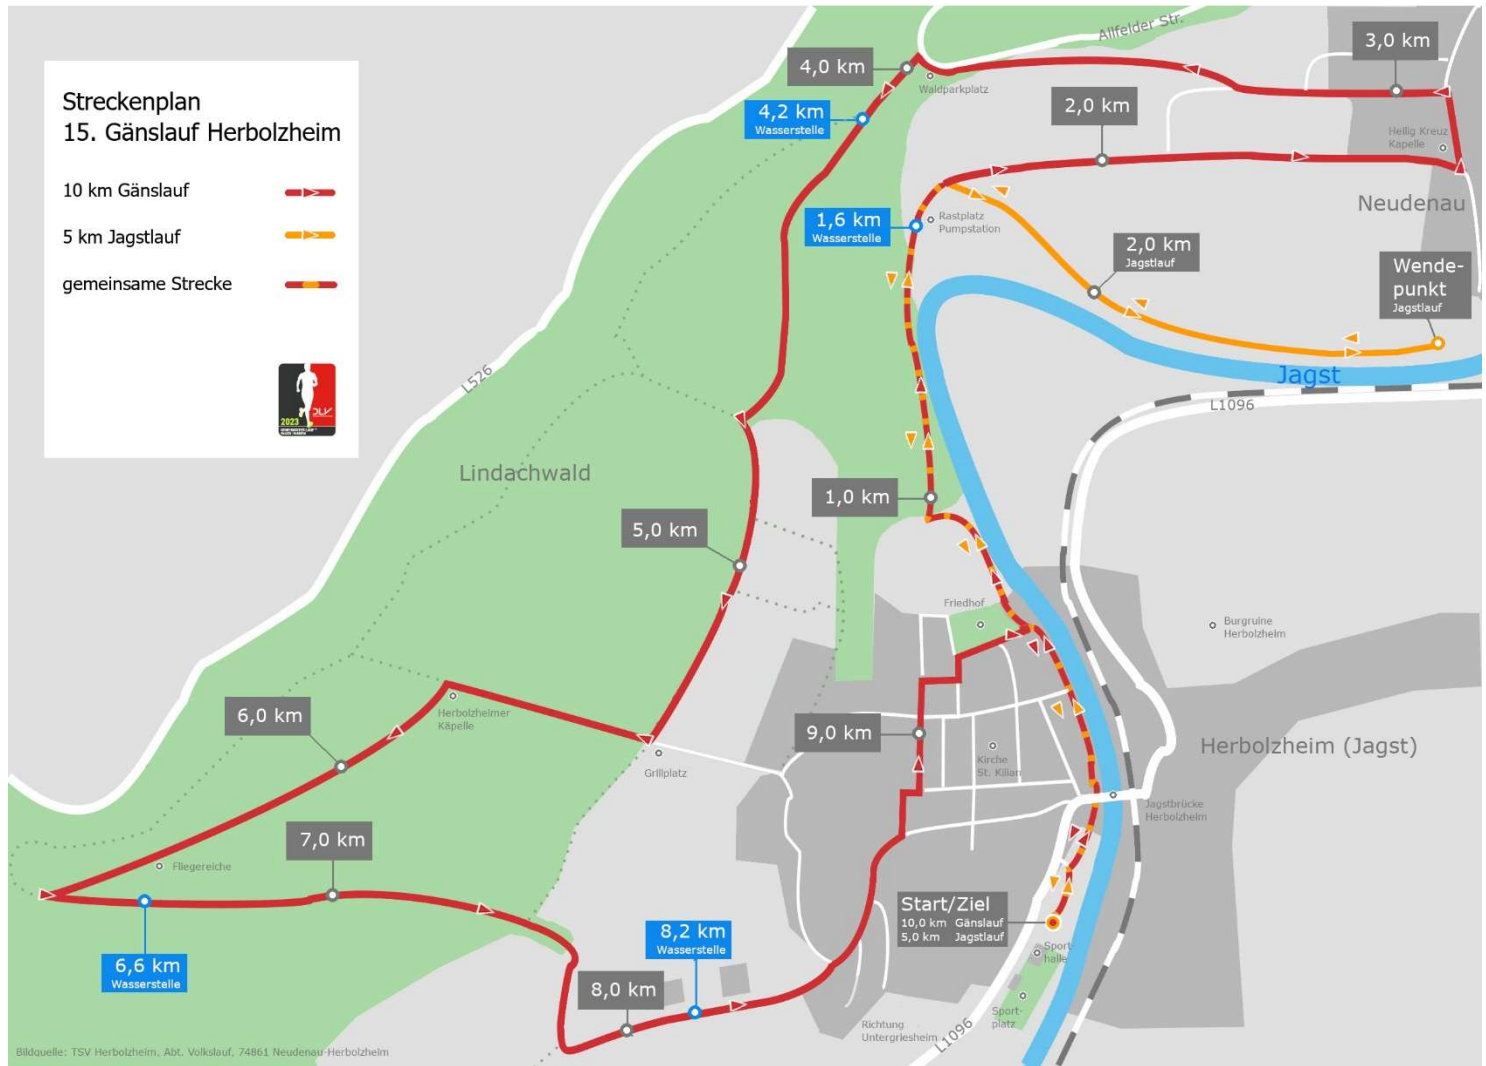 Streckenplan
15. Gänslauf Herbolzheim
10 km Gänslauf
5 km Jagstlauf
gemeinsame Strecke
2023
DLV
Allfelder Str.
3,0 km
4,0 km
Waldparkplatz
2,0 km
4,2 km
Wasserstelle
Heilig Kreuz
Kapelle
Neudenau
1,6 km
Wasserstelle
Rastplatz
Pumpstation
2,0 km
Jagstlauf
Wende-
punkt
Jagstlauf
L526
Jagst
L1096
Lindachwald
1,0 km
5,0 km
Friedhof
Burgruine
Herbolzheim
6,0 km
Herbolzheimer
Käpelle
9,0 km
Kirche
St. Kilian
Herbolzheim (Jagst)
Grillplatz
Jagstbrücke
Herbolzheim
7,0 km
Fliegereiche
Start/Ziel
10,0 km Gänslauf
5,0 km Jagstlauf
8,2 km
Wasserstelle
6,6 km
Wasserstelle
Sport-
halle
8,0 km
Sport-
platz
Richtung
Untergriesheim
L1096
Bildquelle: TSV Herbolzheim, Abt. Volkslauf, 74861 Neudenau-Herbolzheim